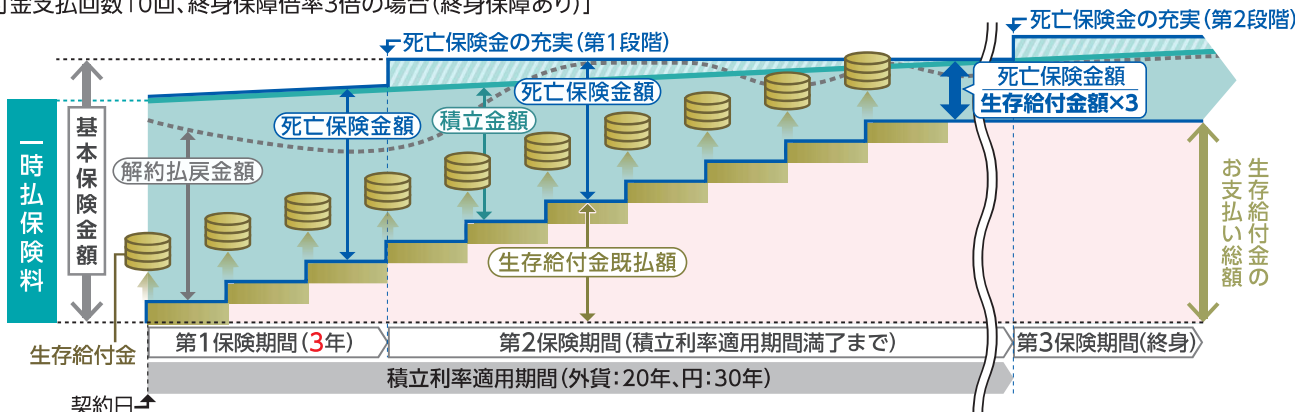 金支払回数10回、終身保障倍率3倍の場合(終身保障あり)]
死亡保険金の充実(第1段階)
死亡保険金の充実(第2段階)
一時払保険料
基本保険金額
解約払戻金額
死亡保険金額
積立金額
死亡保険金額
死亡保険金額
生存給付金額×3
生存給付金既払額
生存給付金の
お支払い総額
生存給付金
第1保険期間(3年)
第2保険期間(積立利率適用期間満了まで)
第3保険期間(終身)
積立利率適用期間(外貨:20年、円:30年)
契約日